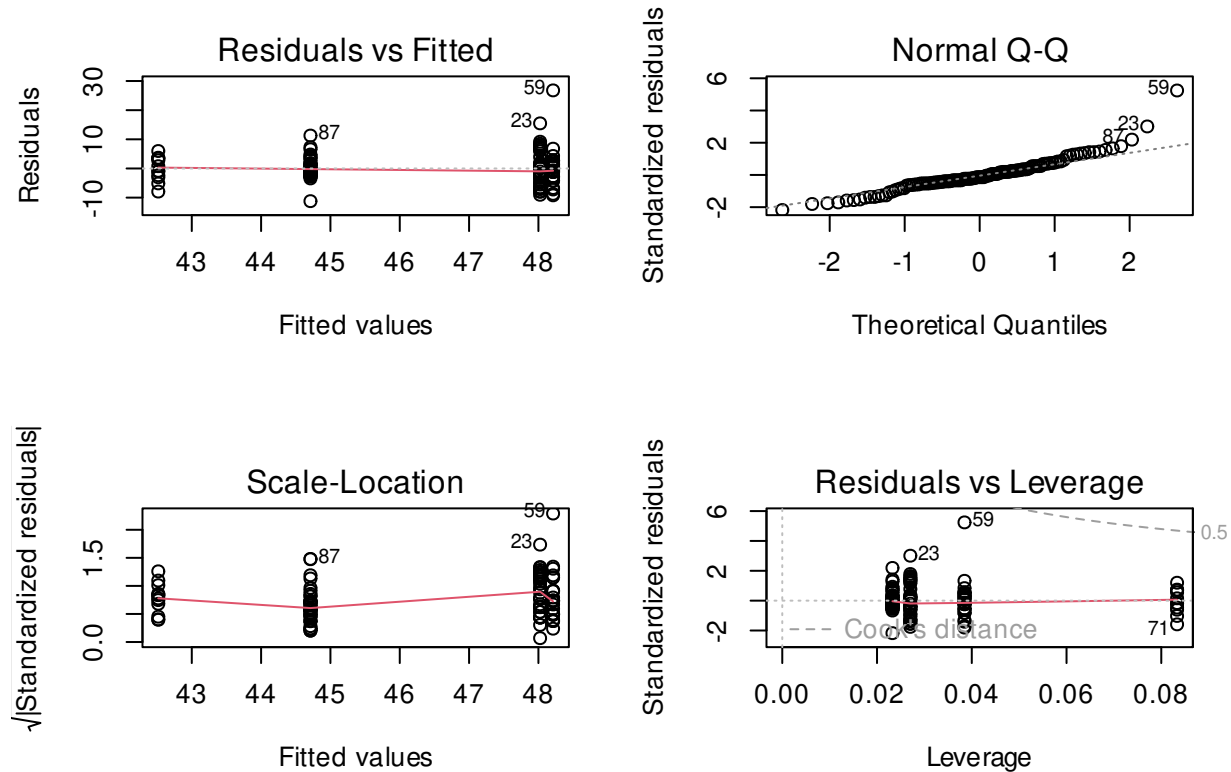 Residuals vs Fitted
Residuals
30
10
-10
59
23
87
43 44 45 46 47 48
Fitted values
Normal Q-Q
Standardized residuals
6
2
-2
59
23
87
-2 -1 0 1 2
Theoretical Quantiles
Scale-Location
√|Standardized residuals|
1.5
0.0
59
23
87
43 44 45 46 47 48
Fitted values
Residuals vs Leverage
Standardized residuals
6
2
-2
59
23
71
0.5
Cook's distance
0.00 0.02 0.04 0.06 0.08
Leverage